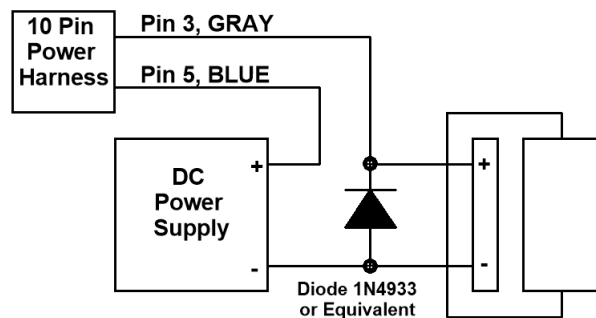 10 Pin
Power
Harness
Pin 3, GRAY
Pin 5, BLUE
DC
Power
Supply
+
-
+
-
Diode 1N4933
or Equivalent